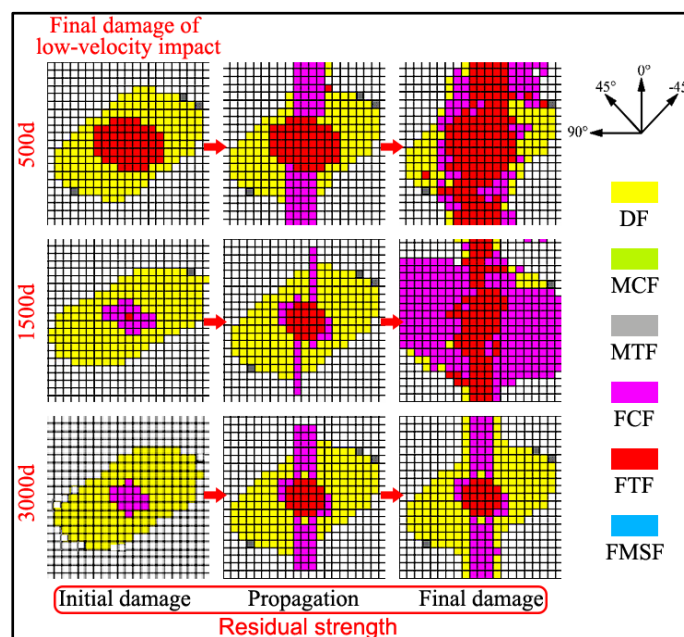 Final damage of
low-velocity impact
500d
1500d
3000d
Initial damage
Propagation
Final damage
Residual strength
0°
45°
-45
90°
DF
MCF
MTF
FCF
FTF
FMSF